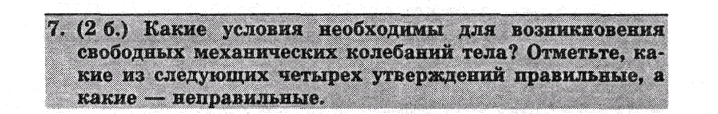 7. (2 б.) Какие условия необходимы для возникновения
свободных механических колебаний тела? Отметьте, ка-
кие из следующих четырех утверждений правильные, а
какие — неправильные.